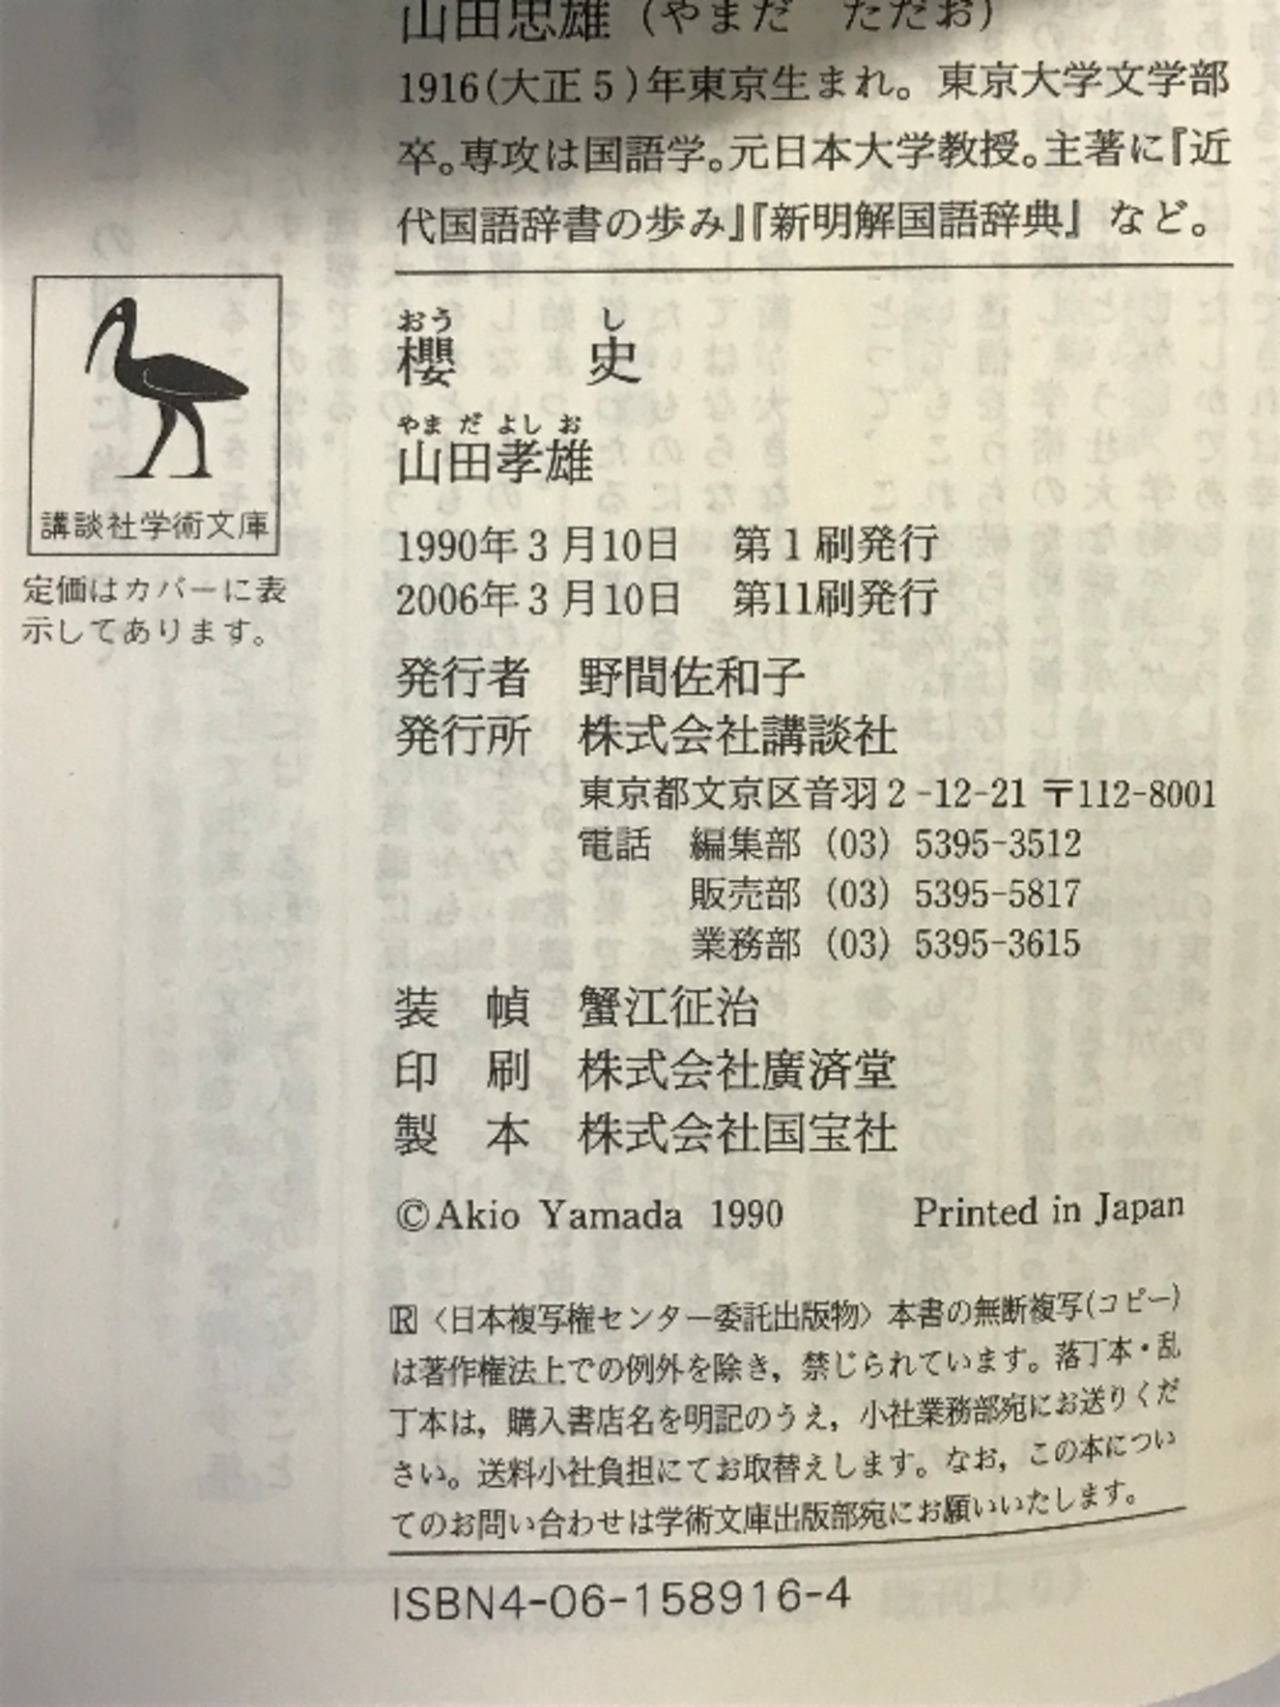 山田忠雄（やまだ　ただお）
1916(大正5)年東京生まれ。東京大学文学部
卒。専攻は国語学。元日本大学教授。主著に『近
代国語辞書の歩み』『新明解国語辞典』など。
おう　し
櫻　史
やま だ よし お
山田孝雄
講談社学術文庫
定価はカバーに表
示してあります。
1990年3月10日　第1刷発行
2006年3月10日　第11刷発行
発行者　野間佐和子
発行所　株式会社講談社
東京都文京区音羽2-12-21 〒112-8001
電話　編集部 (03) 5395-3512
販売部 (03) 5395-5817
業務部 (03) 5395-3615
装　幀　蟹江征治
印　刷　株式会社廣済堂
製　本　株式会社国宝社
©Akio Yamada 1990　Printed in Japan
R〈日本複写権センター委託出版物〉本書の無断複写(コピー)
は著作権法上での例外を除き，禁じられています。落丁本・乱
丁本は，購入書店名を明記のうえ，小社業務部宛にお送りくだ
さい。送料小社負担にてお取替えします。なお，この本につい
てのお問い合わせは学術文庫出版部宛にお願いいたします。
ISBN4-06-158916-4